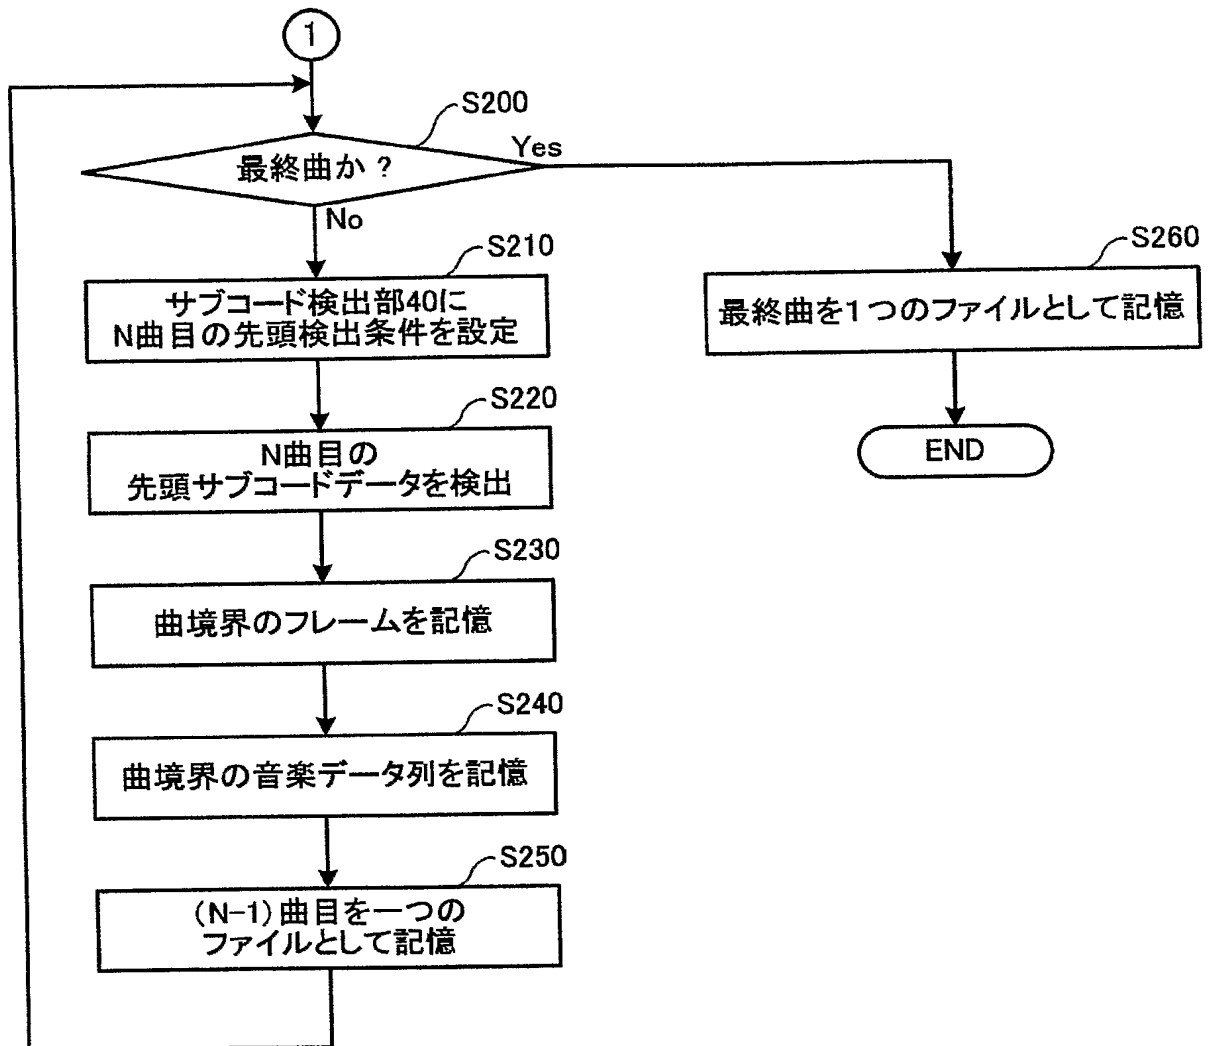 1
S200
最終曲か?
Yes
No
S210
サブコード検出部40に
N曲目の先頭検出条件を設定
S220
N曲目の
先頭サブコードデータを検出
S230
曲境界のフレームを記憶
S240
曲境界の音楽データ列を記憶
S250
(N-1)曲目を一つの
ファイルとして記憶
S260
最終曲を1つのファイルとして記憶
END